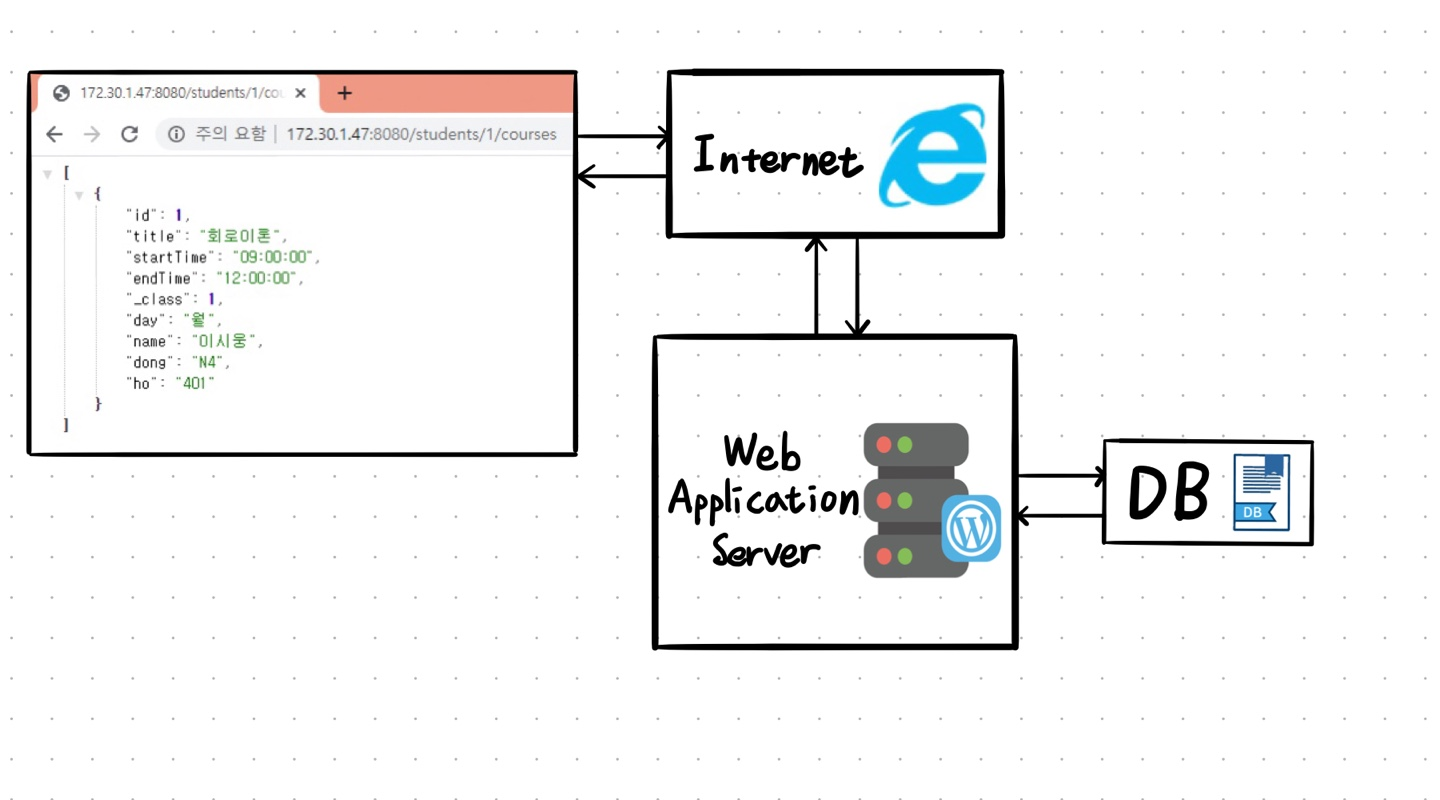 172.30.1.47:8080/students/1/cou
주의 요함 | 172.30.1.47:8080/students/1/courses
[
{
"id": 1,
"title": "회로이론",
"startTime": "09:00:00",
"endTime": "12:00:00",
"_class": 1,
"day": "월",
"name": "이시웅",
"dong": "N4",
"ho": "401"
}
]
Internet
Web
Application
Server
W
DB
DB